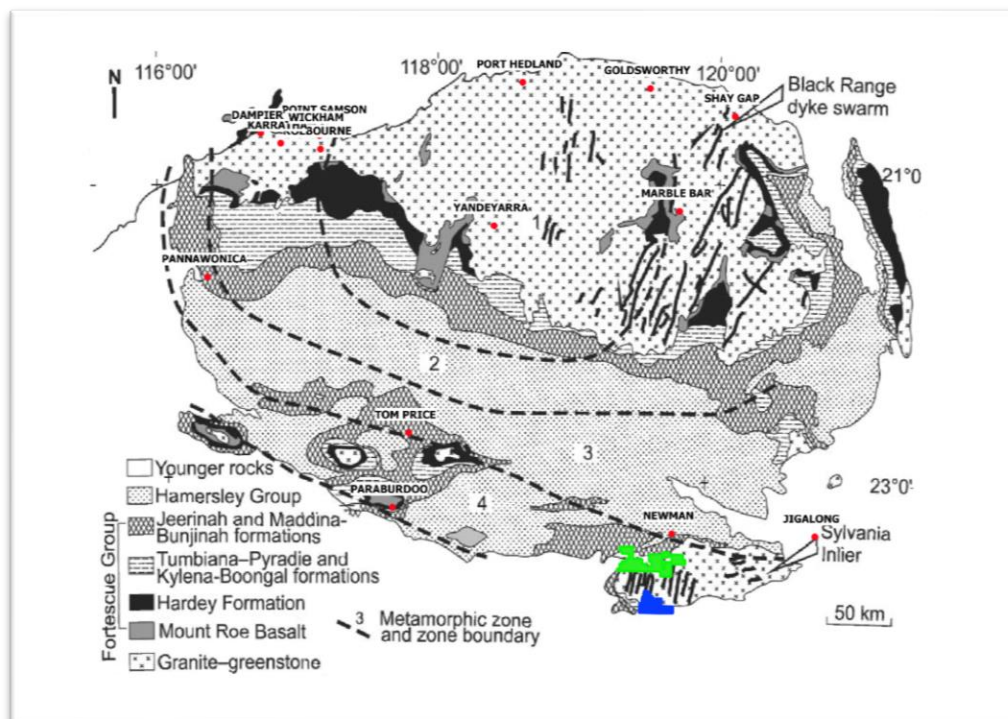 116°00'
118°00'
PORT HEDLAND
GOLDSWORTHY
120°00'
N
SHAY GAP
Black Range
dyke swarm
POINT SAMSON
DAMPIER WICKHAM
KARRATHA
21°0
MARBLE BAR
YANDEYARRA
1
PANNAWONICA
2
TOM PRICE
3
Younger rocks
PARABURDOO
4
23°0'
Hamersley Group
NEWMAN
JIGALONG
Sylvania
Inlier
Fortescue Group
Jeerinah and Maddina-
Bunjinah formations
Tumbiana–Pyradie and
Kylena-Boongal formations
Hardey Formation
Mount Roe Basalt
Granite–greenstone
3 Metamorphic zone
and zone boundary
50 km